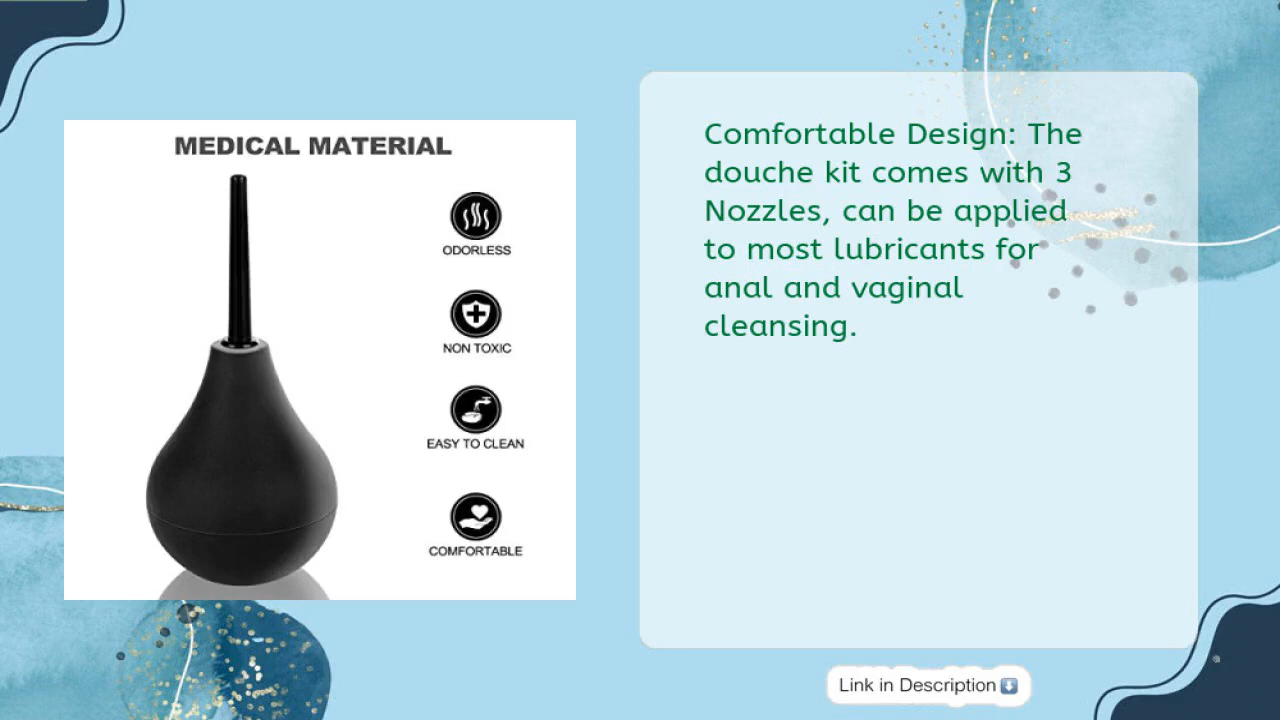 MEDICAL MATERIAL
ODORLESS
NON TOXIC
EASY TO CLEAN
COMFORTABLE
Comfortable Design: The
douche kit comes with 3
Nozzles, can be applied
to most lubricants for
anal and vaginal
cleansing.
Link in Description